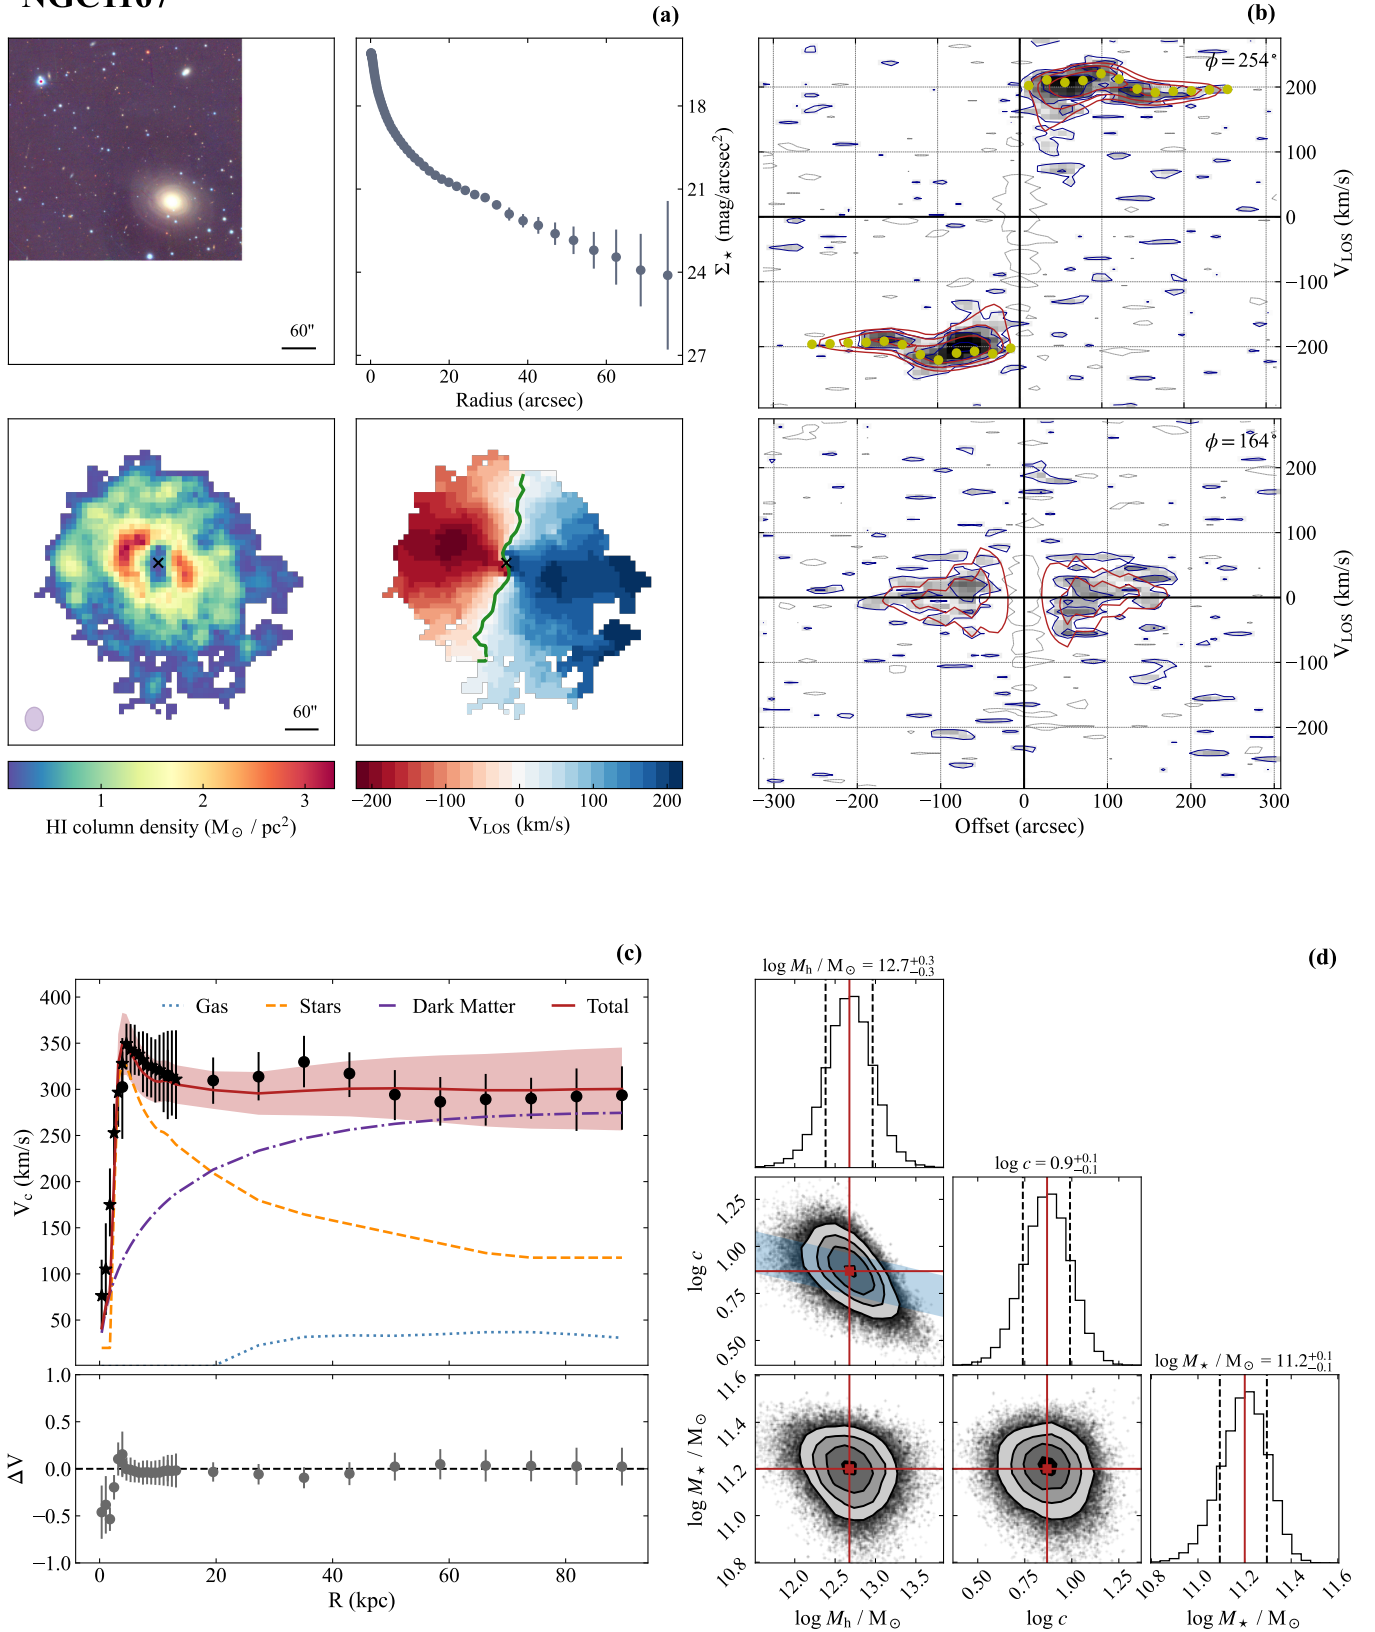 (a)
(b)
60"
18
21
24
27
Σ⋆ (mag/arcsec²)
0 20 40 60
Radius (arcsec)
ϕ = 254°
200
100
0
−100
−200
V_LOS (km/s)
60"
1 2 3
HI column density (M⊙ / pc²)
−200 −100 0 100 200
V_LOS (km/s)
ϕ = 164°
200
100
0
−100
−200
V_LOS (km/s)
−300 −200 −100 0 100 200 300
Offset (arcsec)
(c)
Gas Stars Dark Matter Total
400
350
300
250
200
150
100
50
V_c (km/s)
1.0
0.5
0.0
−0.5
−1.0
ΔV
0 20 40 60 80
R (kpc)
(d)
log M_h / M⊙ = 12.7 +0.3 −0.3
log c = 0.9 +0.1 −0.1
1.25
1.00
0.75
0.50
log c
log M⋆ / M⊙ = 11.2 +0.1 −0.1
11.6
11.4
11.2
11.0
10.8
log M⋆ / M⊙
12.0 12.5 13.0 13.5
log M_h / M⊙
0.50 0.75 1.00 1.25
log c
10.8 11.0 11.2 11.4 11.6
log M⋆ / M⊙